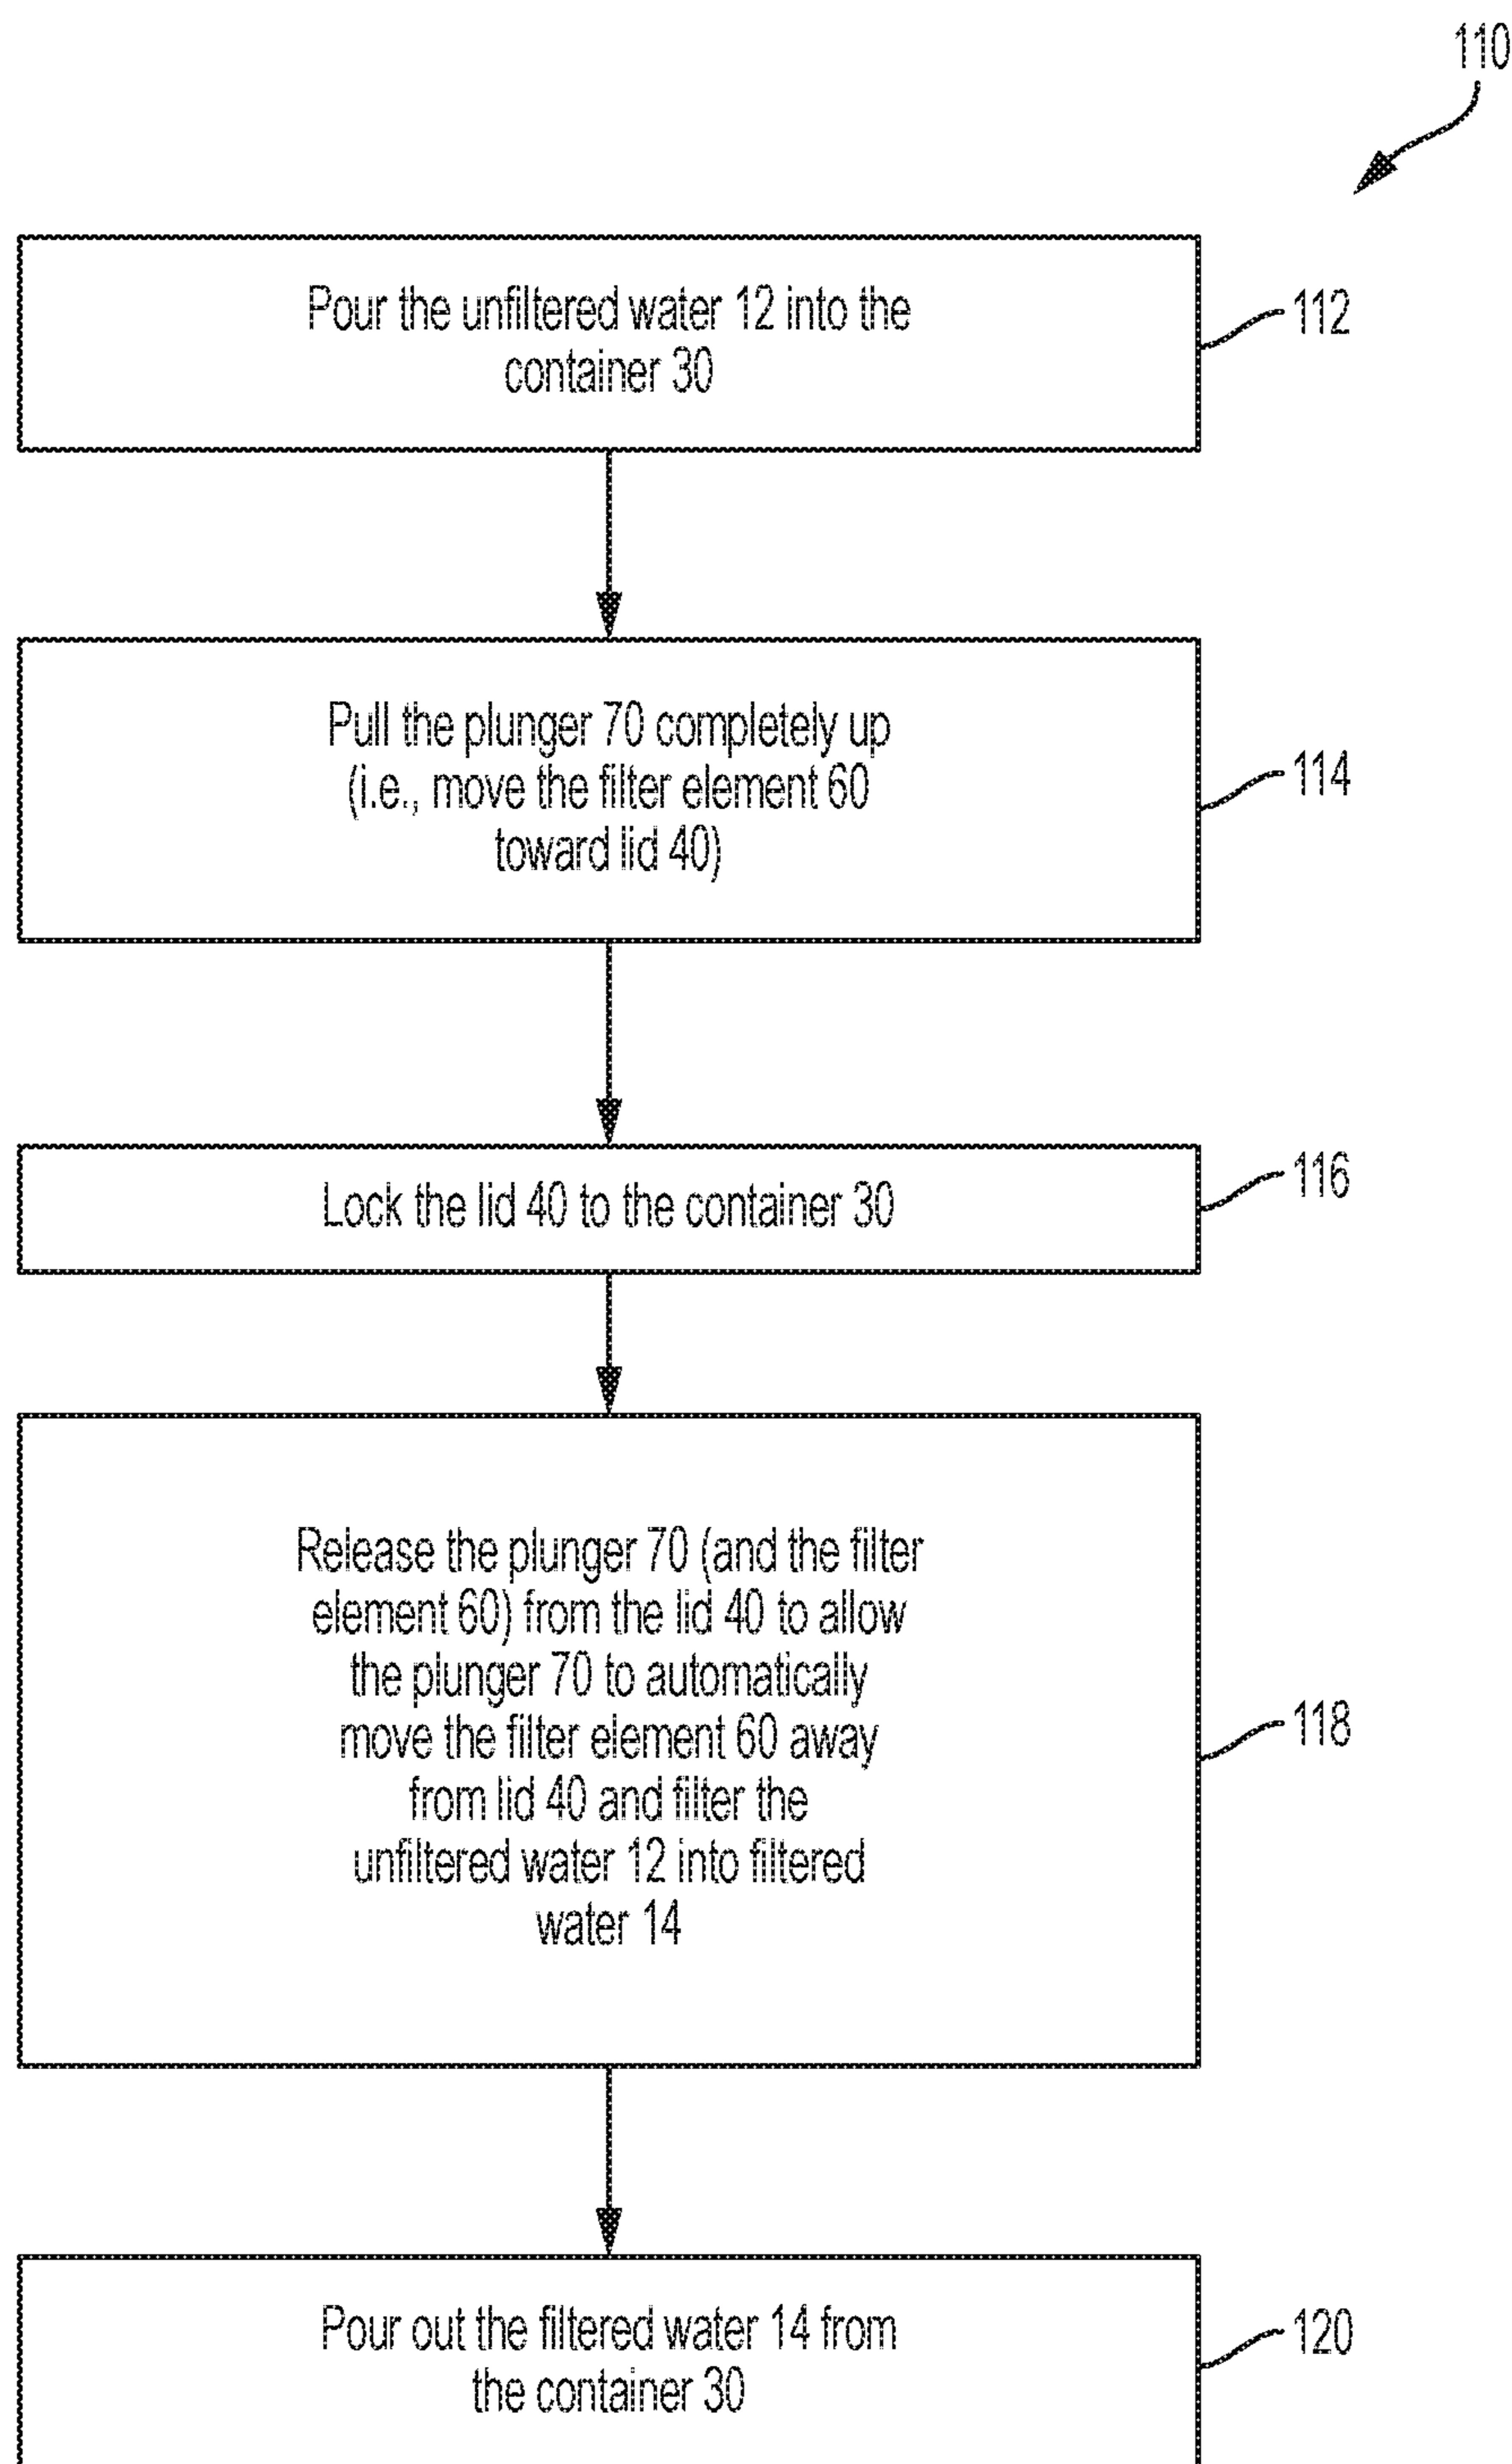 110
Pour the unfiltered water 12 into the
container 30
112
Pull the plunger 70 completely up
(i.e., move the filter element 60
toward lid 40)
114
Lock the lid 40 to the container 30
116
Release the plunger 70 (and the filter
element 60) from the lid 40 to allow
the plunger 70 to automatically
move the filter element 60 away
from lid 40 and filter the
unfiltered water 12 into filtered
water 14
118
Pour out the filtered water 14 from
the container 30
120